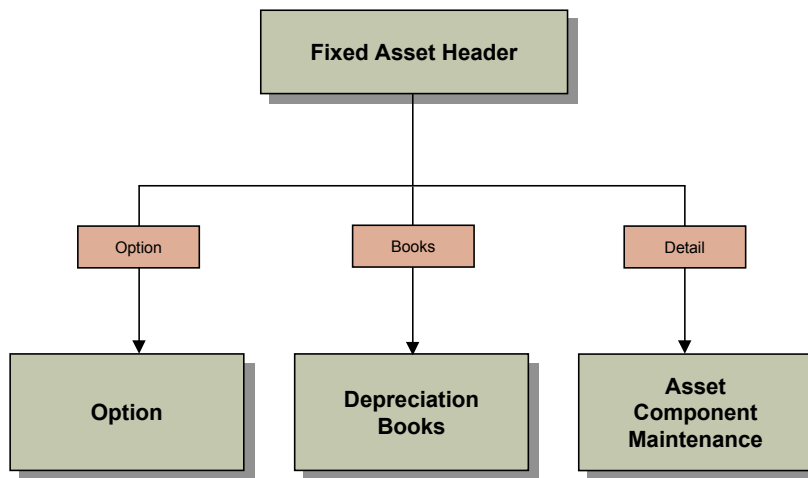 Fixed Asset Header
Option
Books
Detail
Option
Depreciation
Books
Asset
Component
Maintenance